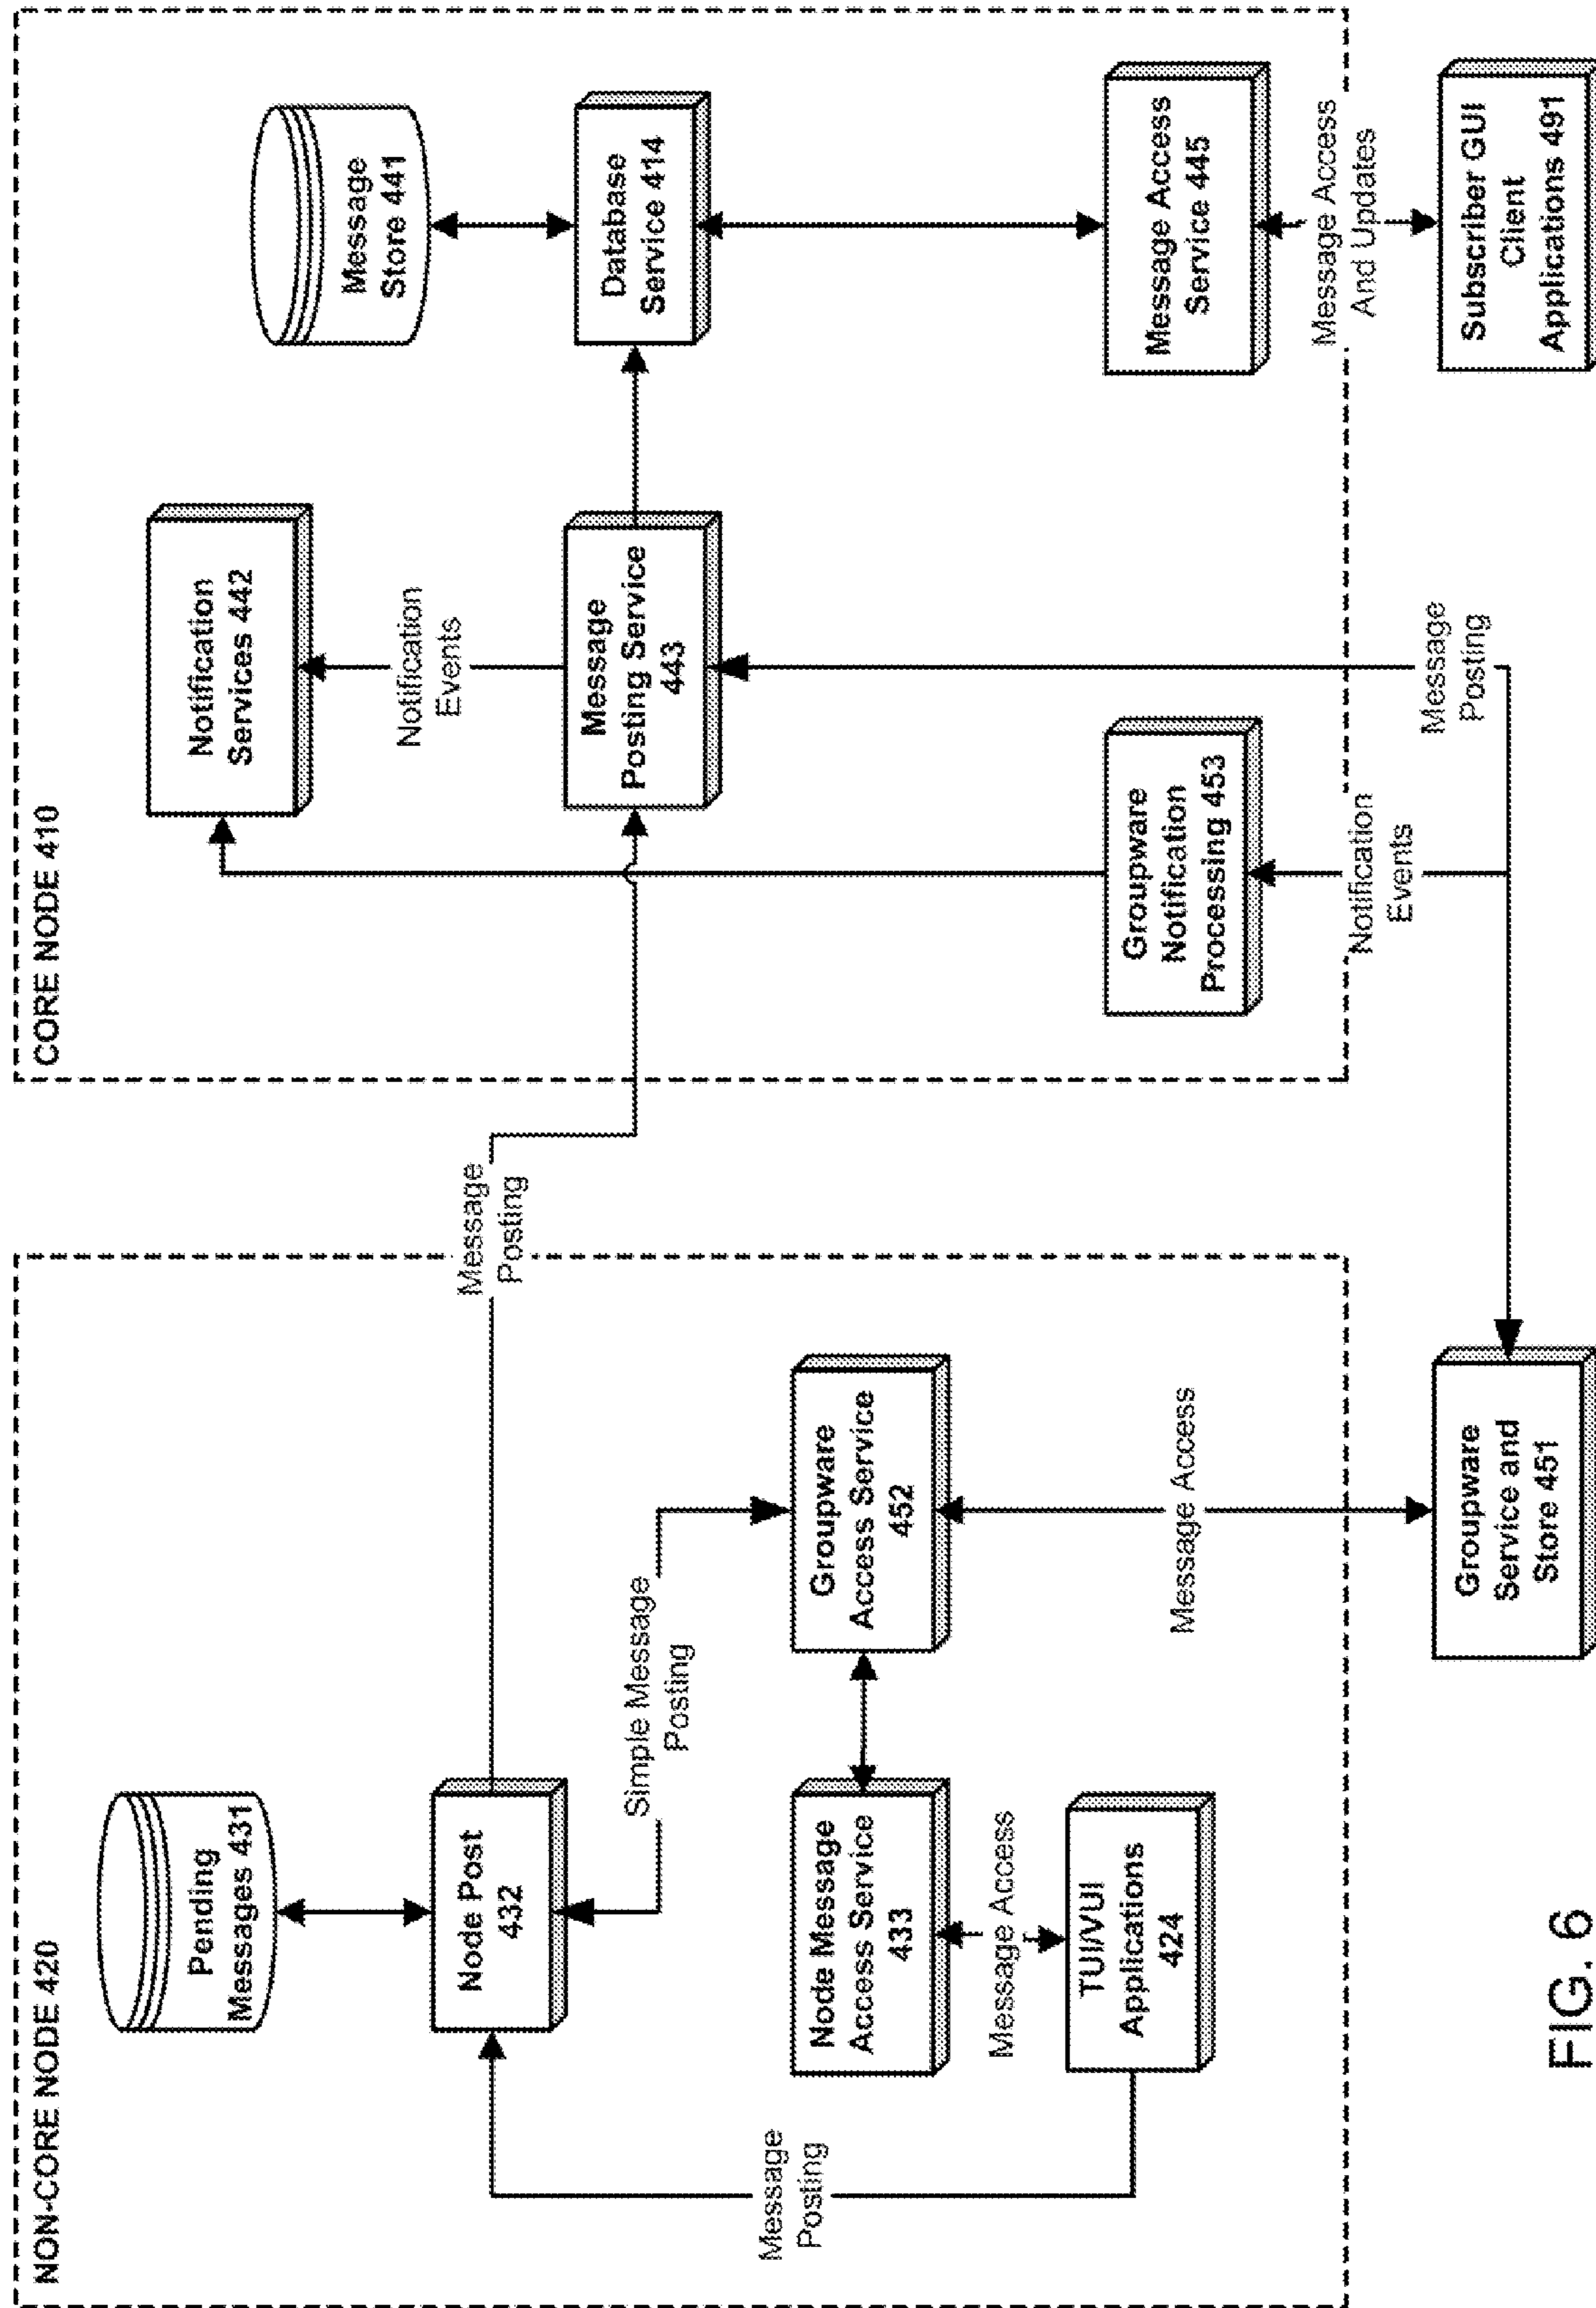 NON-CORE NODE 420
Pending
Messages 431
Node Post
432
Message
Posting
Simple Message
Posting
Node Message
Access Service
433
Groupware
Access Service
452
Message Access
TUI/VUI
Applications
424
Message Access
Groupware
Service and
Store 451
Message
Posting
CORE NODE 410
Notification
Services 442
Notification
Events
Message
Posting Service
443
Message
Store 441
Database
Service 414
Groupware
Notification
Processing 453
Message Access
Service 445
Notification
Events
Message
Posting
Message Access
And Updates
Subscriber GUI
Client
Applications 491
FIG. 6